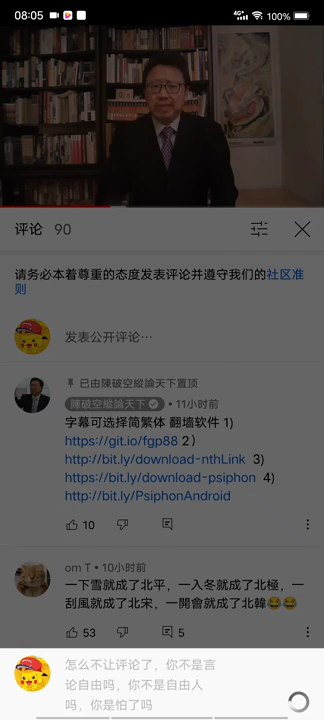 08:05
4G 100%
评论 90
请务必本着尊重的态度发表评论并遵守我们的社区准
则
发表公开评论…
已由陳破空縱論天下置顶
陳破空縱論天下 • 11小时前
字幕可选择简繁体 翻墙软件 1)
https://git.io/fgp88 2）
http://bit.ly/download-nthLink 3)
https://bit.ly/download-psiphon 4)
http://bit.ly/PsiphonAndroid
10
om T • 10小时前
一下雪就成了北平，一入冬就成了北極，一
刮風就成了北宋，一開會就成了北韓😂😂
53 5
怎么不让评论了，你不是言
论自由吗，你不是自由人
吗，你是怕了吗